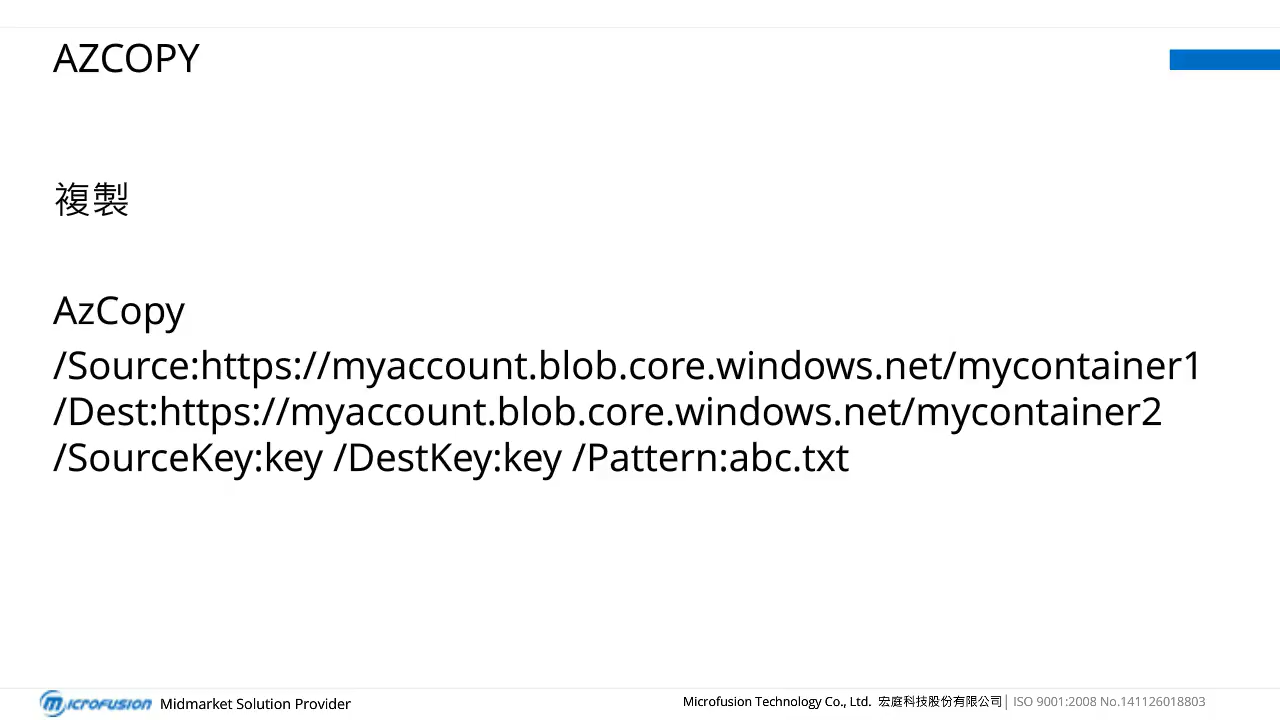 AZCOPY
複製
AzCopy
/Source:https://myaccount.blob.core.windows.net/mycontainer1
/Dest:https://myaccount.blob.core.windows.net/mycontainer2
/SourceKey:key /DestKey:key /Pattern:abc.txt
MICROFUSION Midmarket Solution Provider
Microfusion Technology Co., Ltd. 宏庭科技股份有限公司│ ISO 9001:2008 No.141126018803